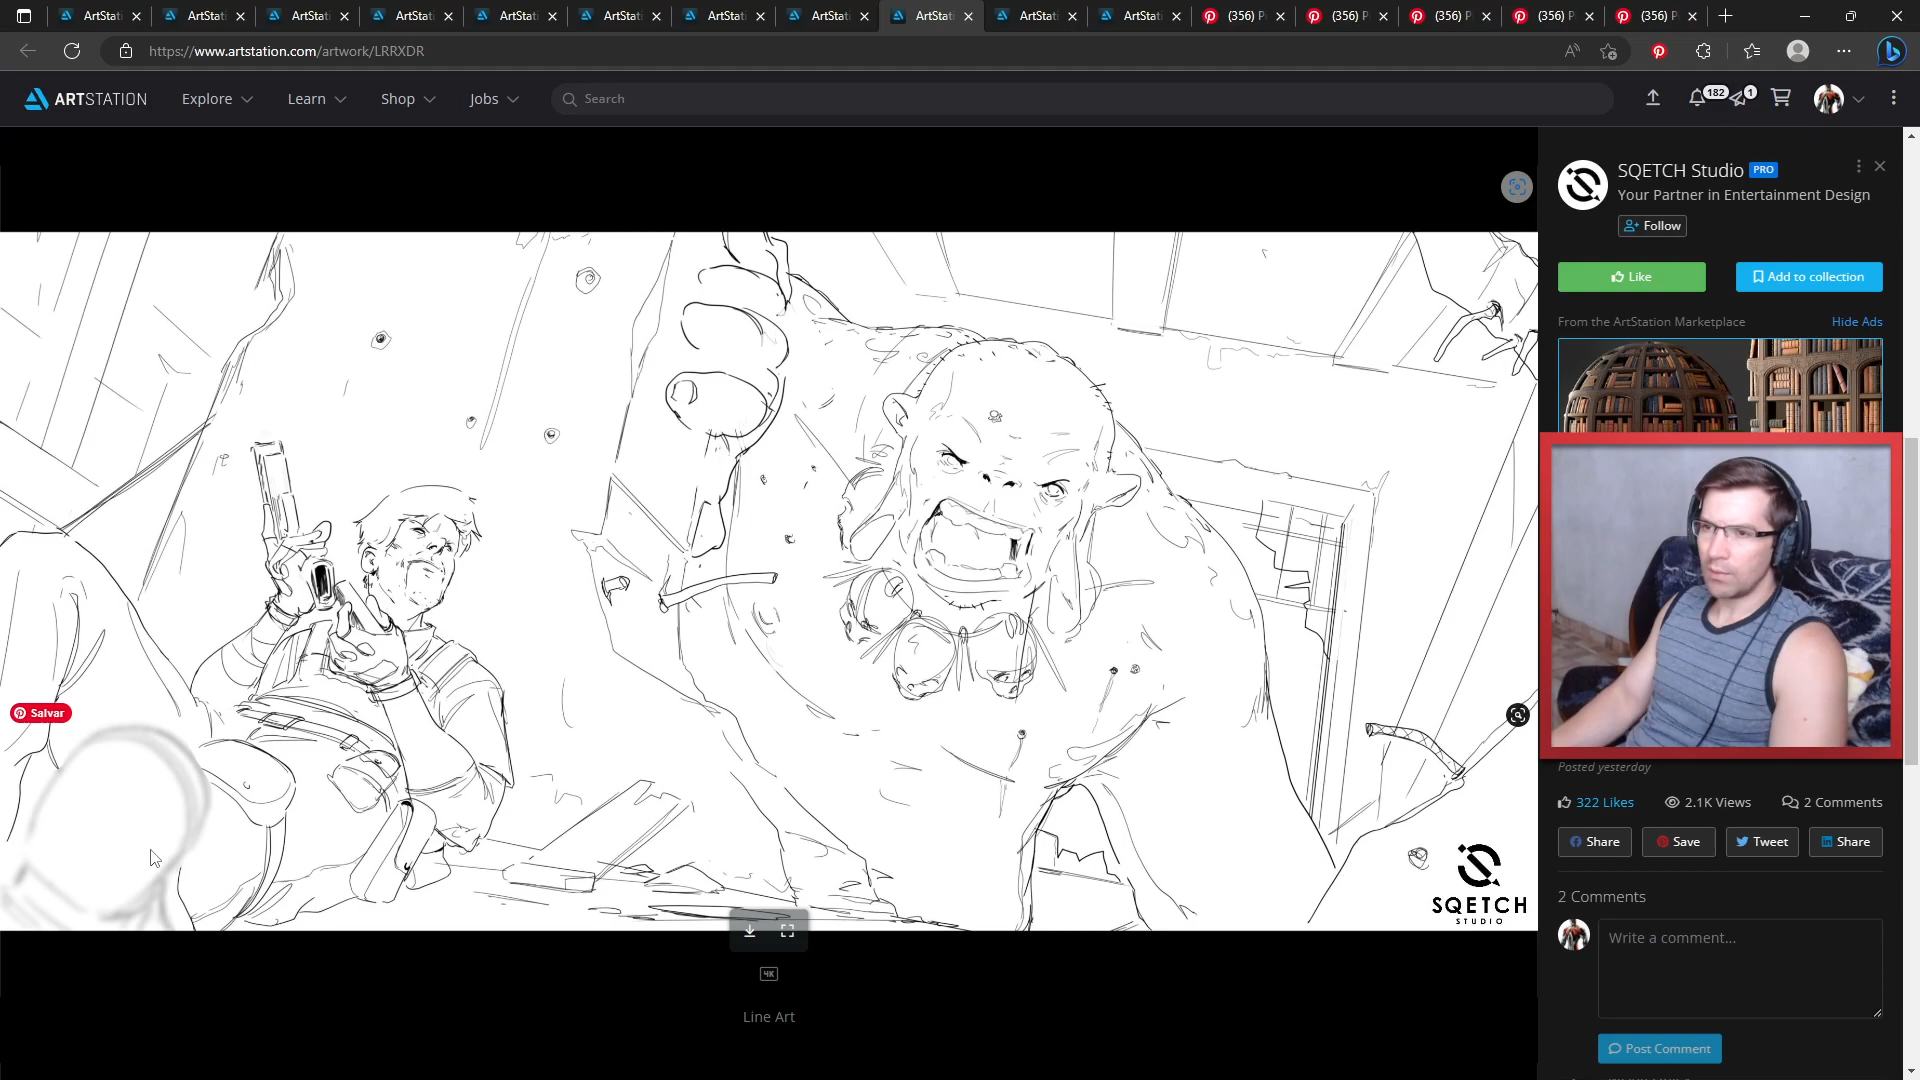 ArtStati
ArtStati
ArtStati
ArtStati
ArtStati
ArtStati
ArtStati
ArtStati
ArtStati
ArtStati
ArtStati
(356) P
(356) P
(356) P
(356) P
(356) P
https://www.artstation.com/artwork/LRRXDR
ARTSTATION
Explore
Learn
Shop
Jobs
Search
182
1
SQETCH Studio PRO
Your Partner in Entertainment Design
Follow
Like
Add to collection
From the ArtStation Marketplace
Hide Ads
Salvar
SQETCH
STUDIO
4K
Line Art
Posted yesterday
322 Likes
2.1K Views
2 Comments
Share
Save
Tweet
Share
2 Comments
Write a comment...
Post Comment